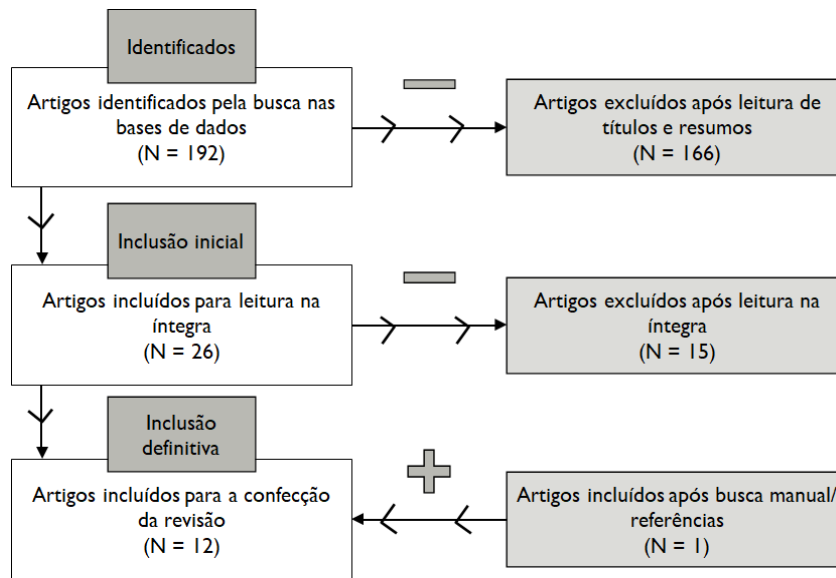 Identificados
Artigos identificados pela busca nas
bases de dados
(N = 192)
Artigos excluídos após leitura de
títulos e resumos
(N = 166)
Inclusão inicial
Artigos incluídos para leitura na
íntegra
(N = 26)
Artigos excluídos após leitura na
íntegra
(N = 15)
Inclusão
definitiva
Artigos incluídos para a confecção
da revisão
(N = 12)
Artigos incluídos após busca manual/
referências
(N = 1)